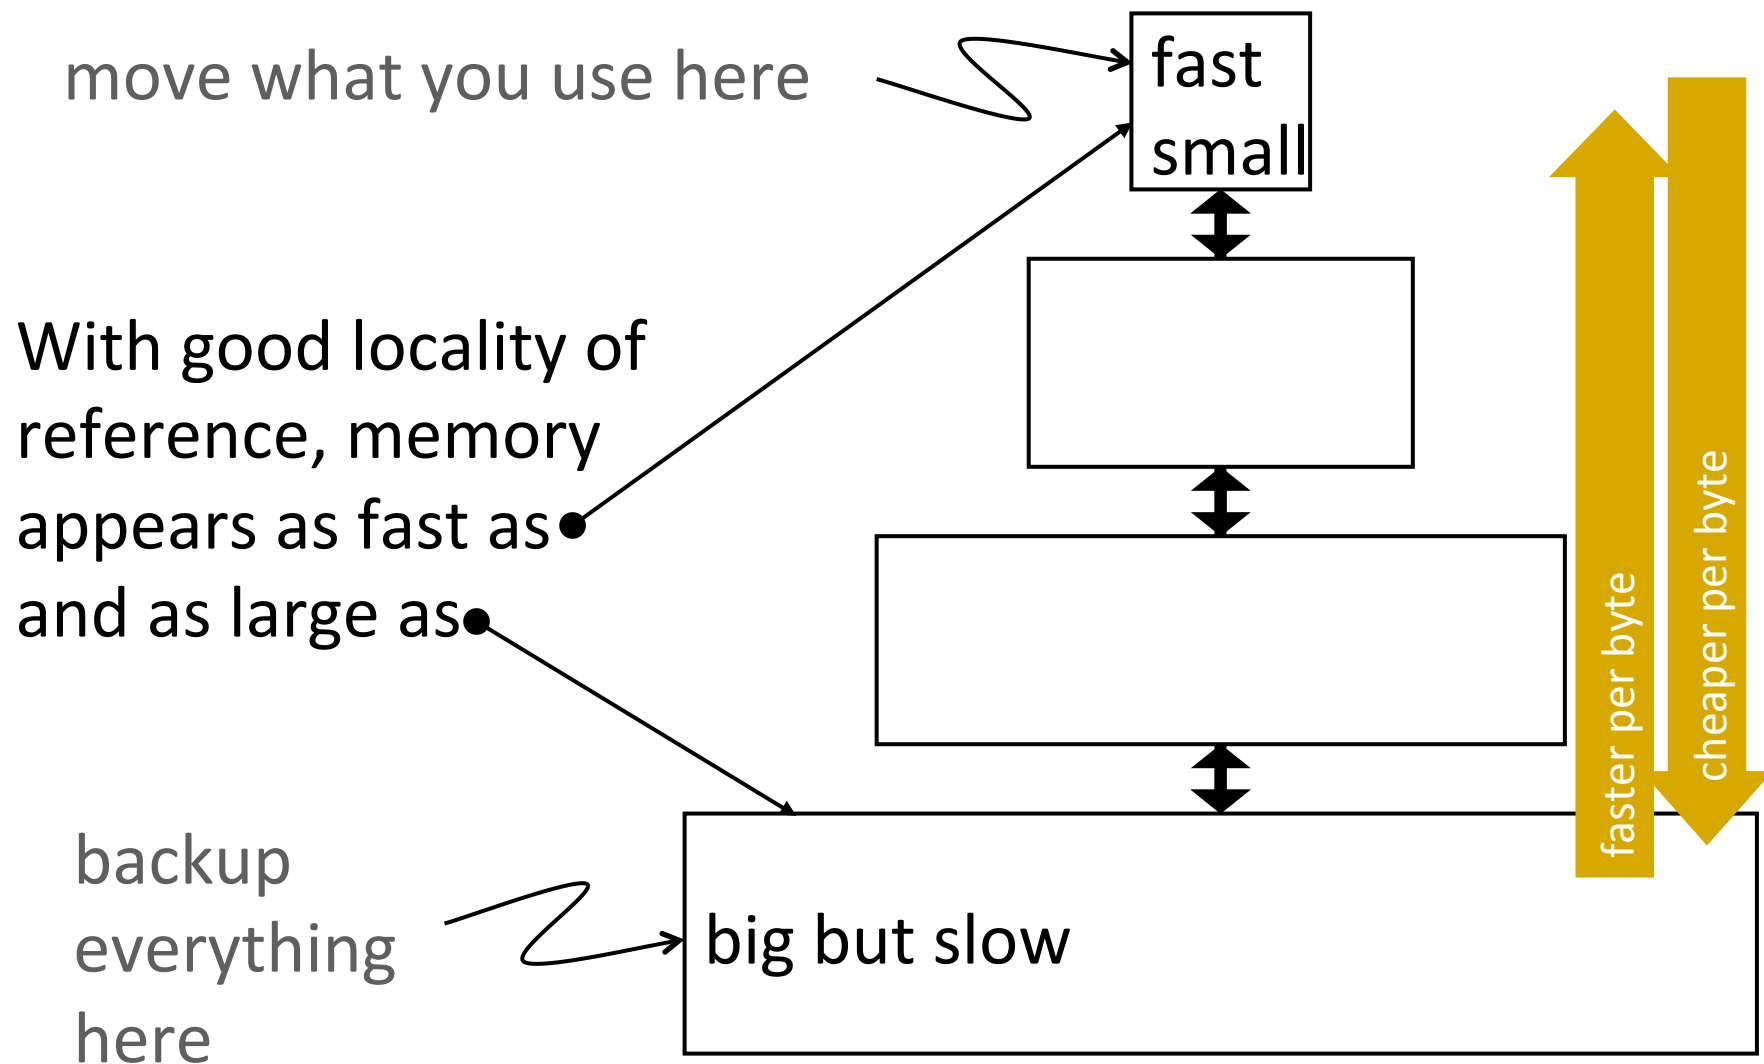 move what you use here
fast
small
With good locality of
reference, memory
appears as fast as
and as large as
faster per byte
cheaper per byte
backup
everything
here
big but slow